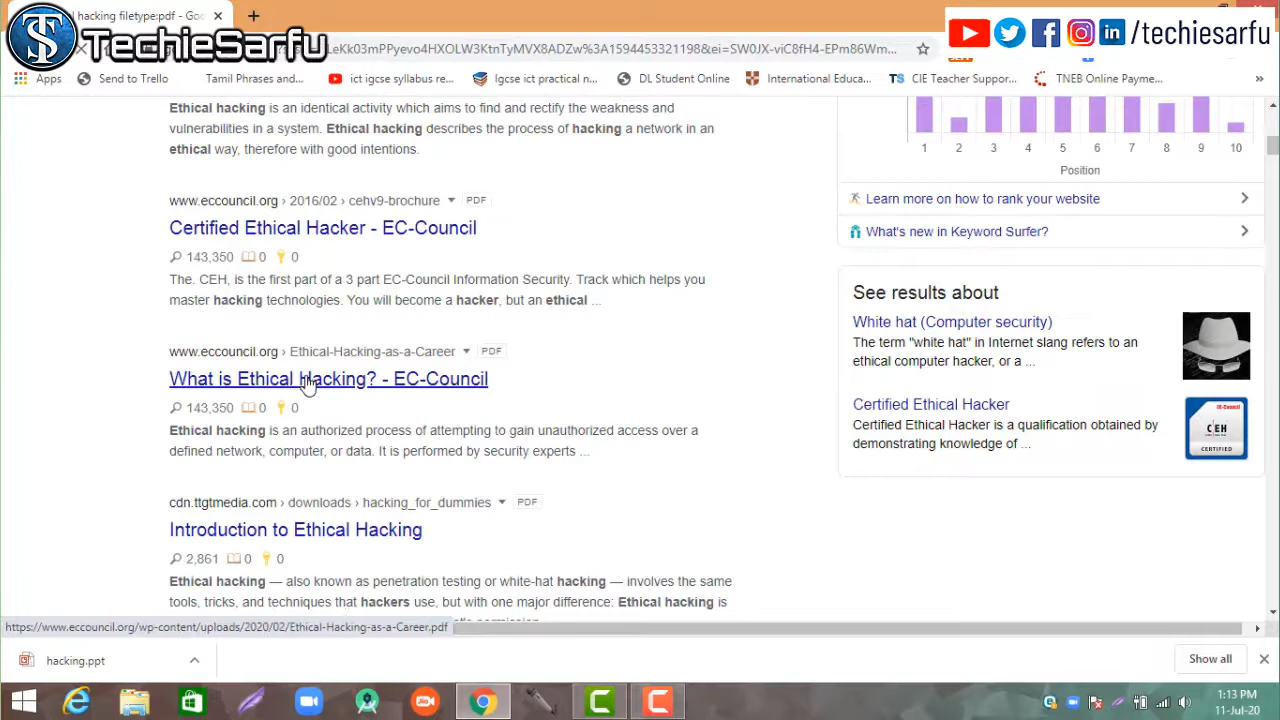 l hacking filetype:pdf - Goo
TechieSarfu
/techiesarfu
LeKk03mPPyevo4HXOLW3KtnTyMVX8ADZw%3A1594453321198&ei=SW0JX-viC8fH4-EPm86Wm...
Apps
Send to Trello
Tamil Phrases and...
ict igcse syllabus re...
Igcse ict practical n...
DL Student Online
International Educa...
CIE Teacher Suppor...
TNEB Online Payme...
»
Ethical hacking is an identical activity which aims to find and rectify the weakness and
vulnerabilities in a system. Ethical hacking describes the process of hacking a network in an
ethical way, therefore with good intentions.
www.eccouncil.org › 2016/02 › cehv9-brochure PDF
Certified Ethical Hacker - EC-Council
143,350 0 0
The. CEH, is the first part of a 3 part EC-Council Information Security. Track which helps you
master hacking technologies. You will become a hacker, but an ethical ...
www.eccouncil.org › Ethical-Hacking-as-a-Career PDF
What is Ethical Hacking? - EC-Council
143,350 0 0
Ethical hacking is an authorized process of attempting to gain unauthorized access over a
defined network, computer, or data. It is performed by security experts ...
cdn.ttgtmedia.com › downloads › hacking_for_dummies PDF
Introduction to Ethical Hacking
2,861 0 0
Ethical hacking — also known as penetration testing or white-hat hacking — involves the same
tools, tricks, and techniques that hackers use, but with one major difference: Ethical hacking is
1 2 3 4 5 6 7 8 9 10
Position
Learn more on how to rank your website
What's new in Keyword Surfer?
See results about
White hat (Computer security)
The term "white hat" in Internet slang refers to an
ethical computer hacker, or a ...
Certified Ethical Hacker
Certified Ethical Hacker is a qualification obtained by
demonstrating knowledge of ...
CEH
CERTIFIED
https://www.eccouncil.org/wp-content/uploads/2020/02/Ethical-Hacking-as-a-Career.pdf
hacking.ppt
Show all
1:13 PM
11-Jul-20